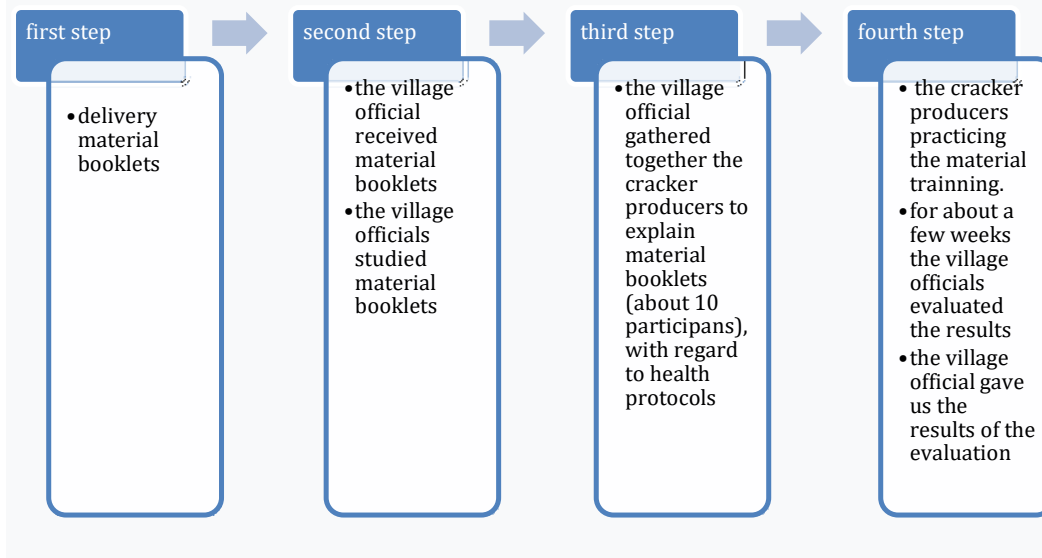 first step
• delivery
material
booklets
second step
• the village
official
received
material
booklets
• the village
officials
studied
material
booklets
third step
• the village
official
gathered
together the
cracker
producers to
explain
material
booklets
(about 10
participans),
with regard
to health
protocols
fourth step
• the cracker
producers
practicing
the material
trainning.
• for about a
few weeks
the village
officials
evaluated
the results
• the village
official gave
us the
results of the
evaluation